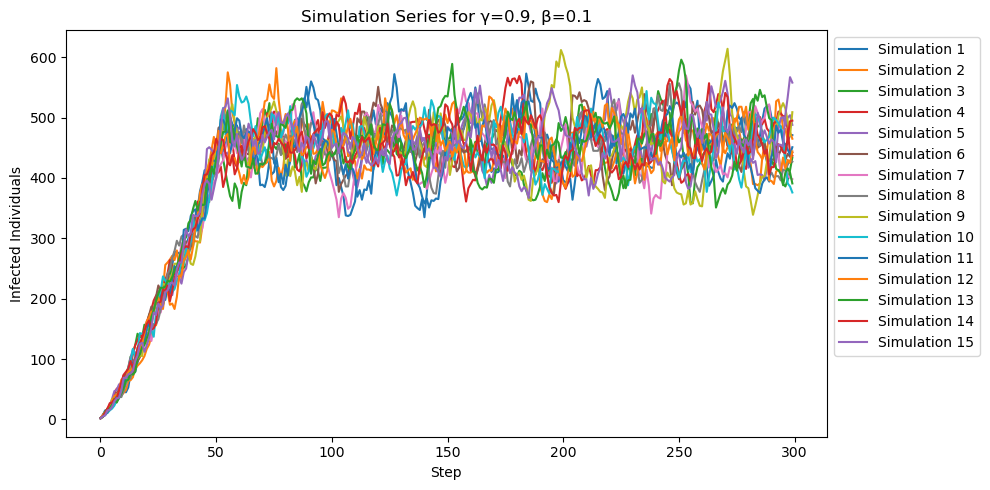 Simulation Series for γ=0.9, β=0.1
Infected Individuals
600
500
400
300
200
100
0
0 50 100 150 200 250 300
Step
Simulation 1
Simulation 2
Simulation 3
Simulation 4
Simulation 5
Simulation 6
Simulation 7
Simulation 8
Simulation 9
Simulation 10
Simulation 11
Simulation 12
Simulation 13
Simulation 14
Simulation 15